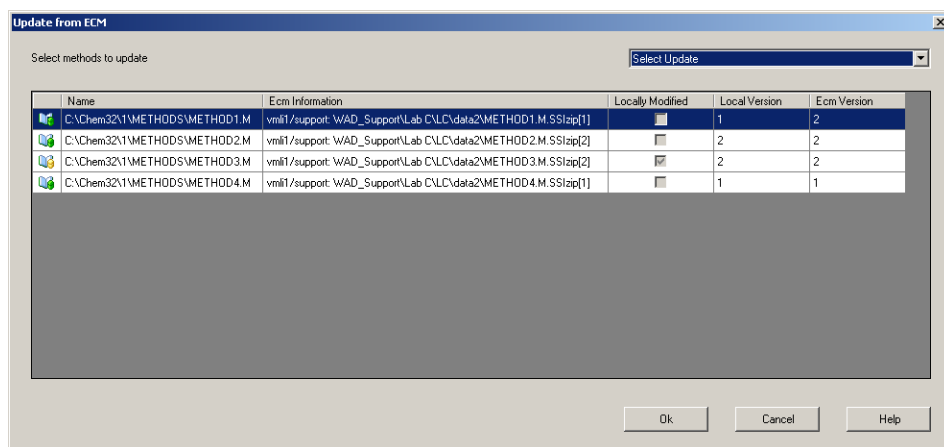 Update from ECM
Select methods to update Select Update
Name Ecm Information Locally Modified Local Version Ecm Version
C:\Chem32\1\METHODS\METHOD1.M vmli1/support: WAD_Support\Lab C\LC\data2\METHOD1.M.SSIzip[1] 1 2
C:\Chem32\1\METHODS\METHOD2.M vmli1/support: WAD_Support\Lab C\LC\data2\METHOD2.M.SSIzip[2] 2 2
C:\Chem32\1\METHODS\METHOD3.M vmli1/support: WAD_Support\Lab C\LC\data2\METHOD3.M.SSIzip[2] 2 2
C:\Chem32\1\METHODS\METHOD4.M vmli1/support: WAD_Support\Lab C\LC\data2\METHOD4.M.SSIzip[1] 1 1
Ok Cancel Help